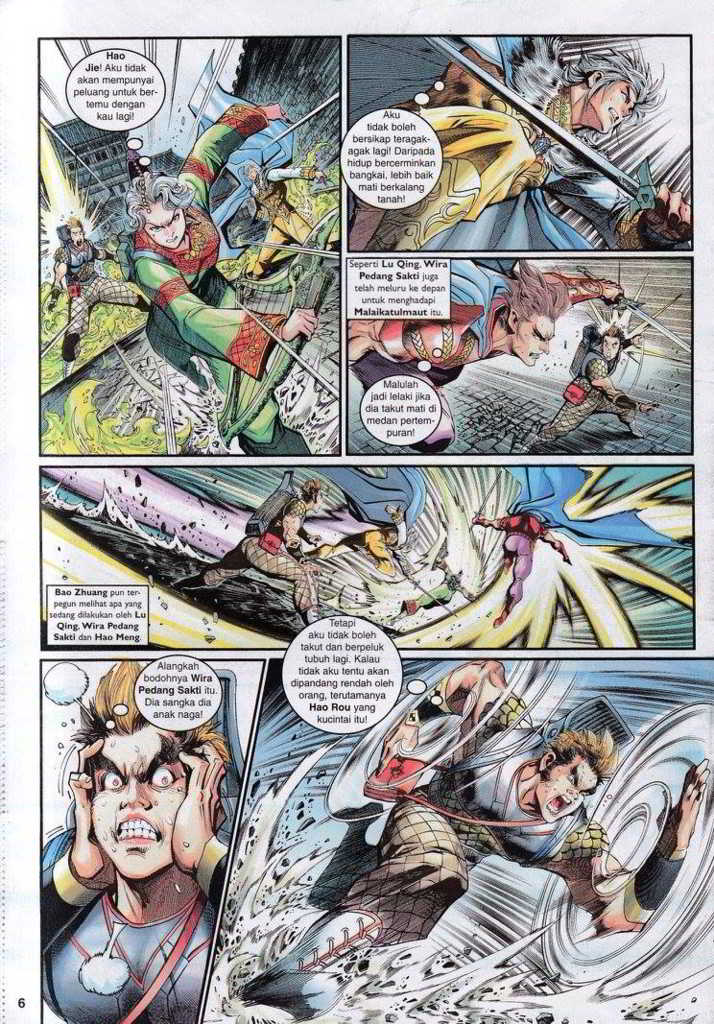 Hao
Jie! Aku tidak
akan mempunyai
peluang untuk ber-
temu dengan
kau lagi!
Aku
tidak boleh
bersikap teragak-
agak lagi! Daripada
hidup bercerminkan
bangkai, lebih baik
mati berkalang
tanah!
Seperti Lu Qing, Wira
Pedang Sakti juga
telah meluru ke depan
untuk menghadapi
Malaikatulmaut itu.
Malulah
jadi lelaki jika
dia takut mati di
medan pertem-
puran!
Bao Zhuang pun ter-
pegun melihat apa yang
sedang dilakukan oleh Lu
Qing, Wira Pedang
Sakti dan Hao Meng.
Alangkah
bodohnya Wira
Pedang Sakti itu.
Dia sangka dia
anak naga!
Tetapi
aku tidak boleh
takut dan berpeluk
tubuh lagi. Kalau
tidak aku tentu akan
dipandang rendah oleh
orang, terutamanya
Hao Rou yang
kucintai itu!
6